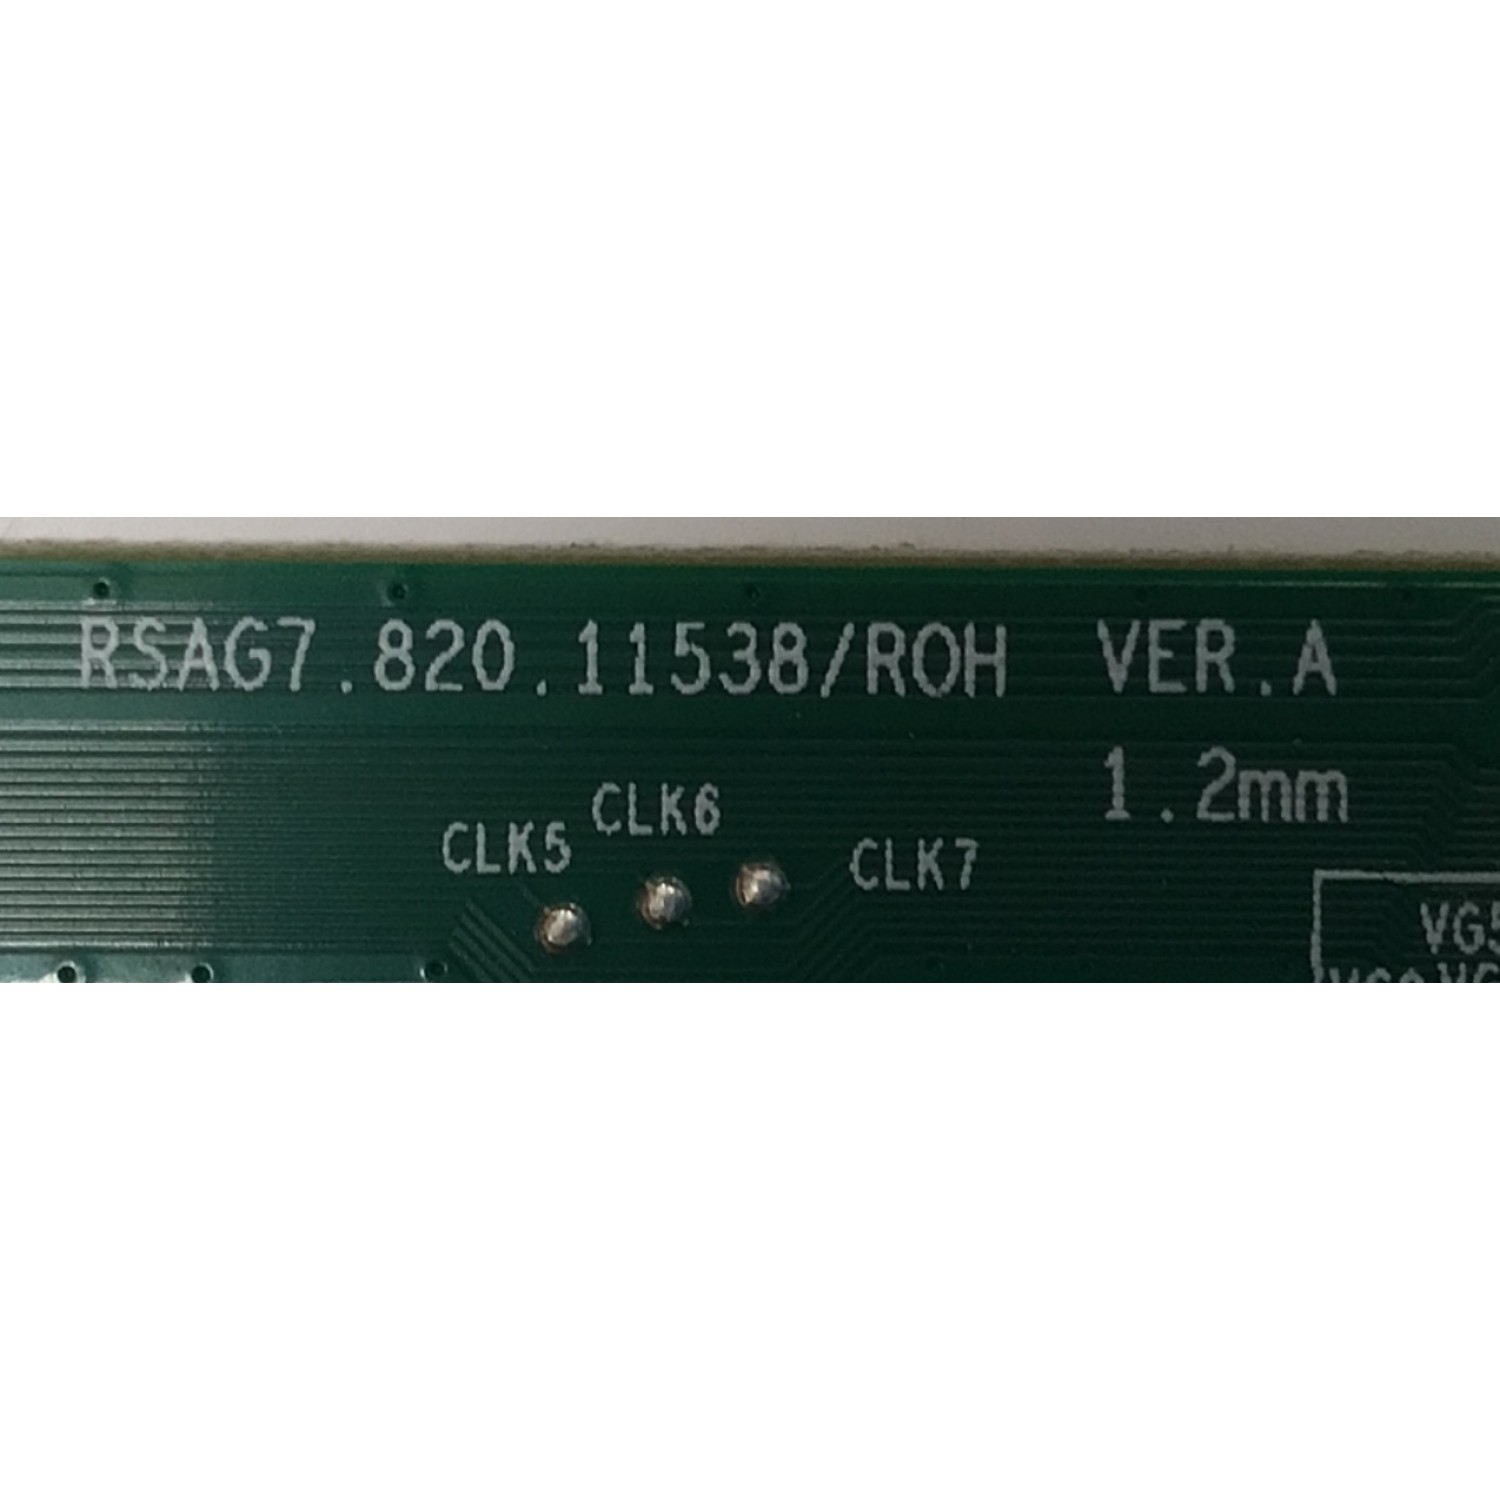 RSAG7.820.11538/ROH VER.A
1.2mm
CLK6
CLK5
CLK7